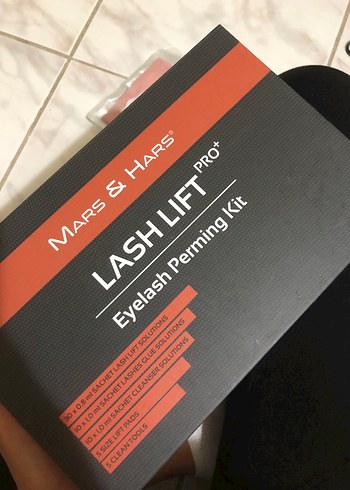 MARS & HARS®
LASH LIFT PRO+
Eyelash Perming Kit
20 x 0.8 ml SACHET LASH LIFT SOLUTIONS
10 x 1.0 ml SACHET LASHES GLUE SOLUTIONS
10 x 1.0 ml SACHET CLEANSER SOLUTIONS
5 SIZE LIFT PADS
5 CLEAN TOOLS